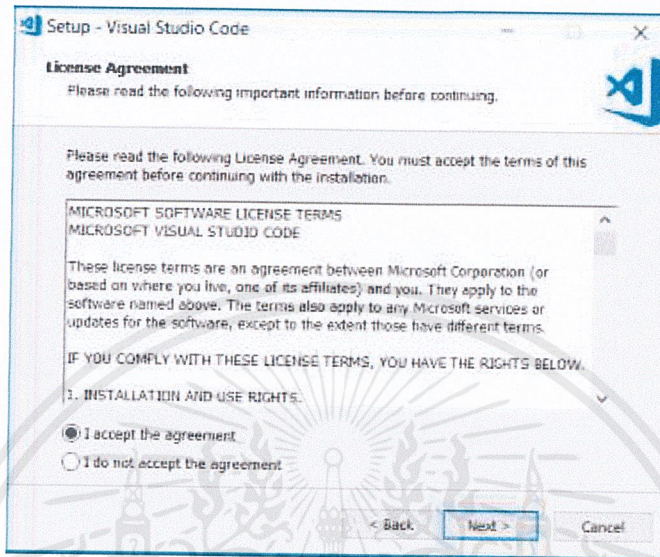 Setup - Visual Studio Code
License Agreement
Please read the following important information before continuing.
Please read the following License Agreement. You must accept the terms of this
agreement before continuing with the installation.
MICROSOFT SOFTWARE LICENSE TERMS
MICROSOFT VISUAL STUDIO CODE
These license terms are an agreement between Microsoft Corporation (or
based on where you live, one of its affiliates) and you. They apply to the
software named above. The terms also apply to any Microsoft services or
updates for the software, except to the extent those have different terms.
IF YOU COMPLY WITH THESE LICENSE TERMS, YOU HAVE THE RIGHTS BELOW.
1. INSTALLATION AND USE RIGHTS.
I accept the agreement
I do not accept the agreement
< Back
Next >
Cancel